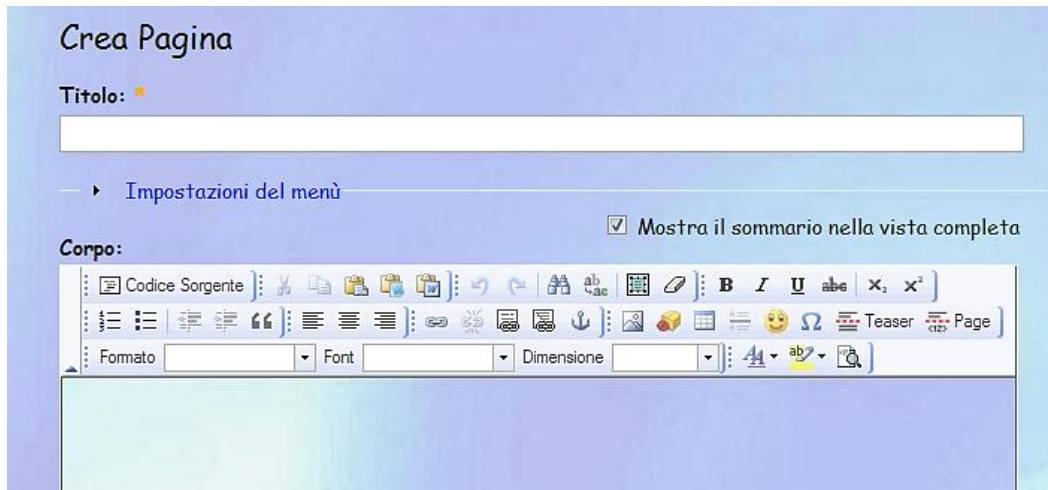 Crea Pagina
Titolo: *
Impostazioni del menù
Mostra il sommario nella vista completa
Corpo:
Codice Sorgente B I U abc X₂ X²
Teaser Page
Formato Font Dimensione